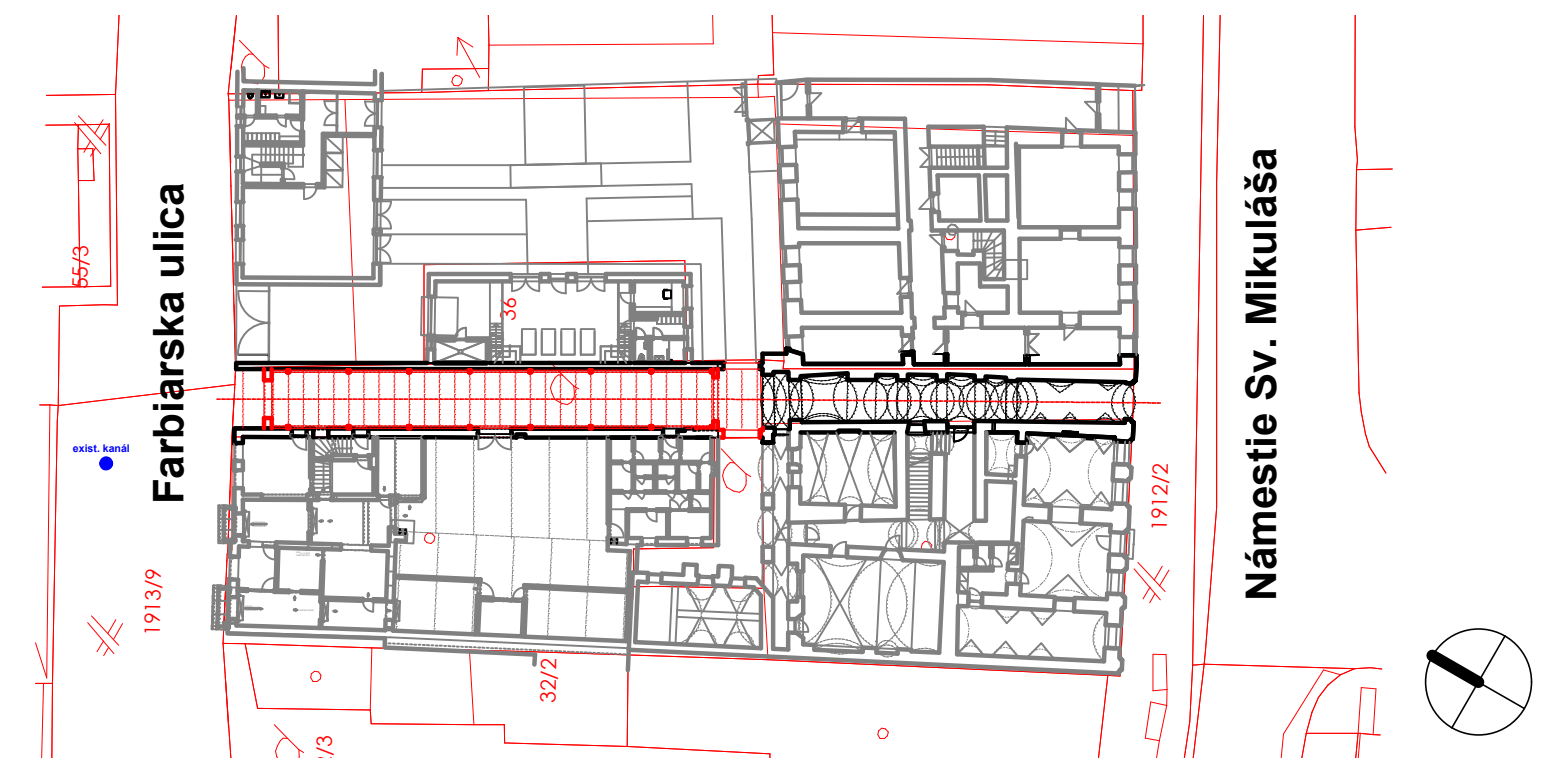 Farbiarska ulica
Námestie Sv. Mikuláša
exist. kanál
55/3
36
1913/9
32/2
1912/2